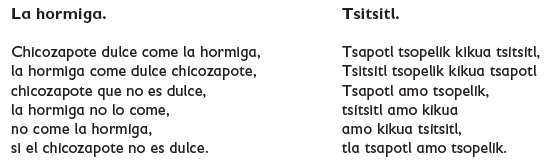 La hormiga.
Chicozapote dulce come la hormiga,
la hormiga come dulce chicozapote,
chicozapote que no es dulce,
la hormiga no lo come,
no come la hormiga,
si el chicozapote no es dulce.
Tsitsitl.
Tsapotl tsopelik kikua tsitsitl,
Tsitsitl tsopelik kikua tsapotl
Tsapotl amo tsopelik,
tsitsitl amo kikua
amo kikua tsitsitl,
tla tsapotl amo tsopelik.